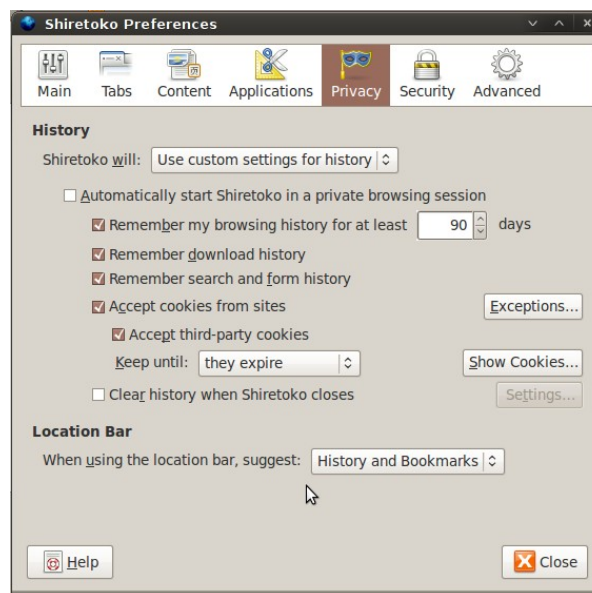 Shiretoko Preferences
Main Tabs Content Applications Privacy Security Advanced
History
Shiretoko will: Use custom settings for history
Automatically start Shiretoko in a private browsing session
Remember my browsing history for at least 90 days
Remember download history
Remember search and form history
Accept cookies from sites Exceptions...
Accept third-party cookies
Keep until: they expire Show Cookies...
Clear history when Shiretoko closes Settings...
Location Bar
When using the location bar, suggest: History and Bookmarks
Help Close